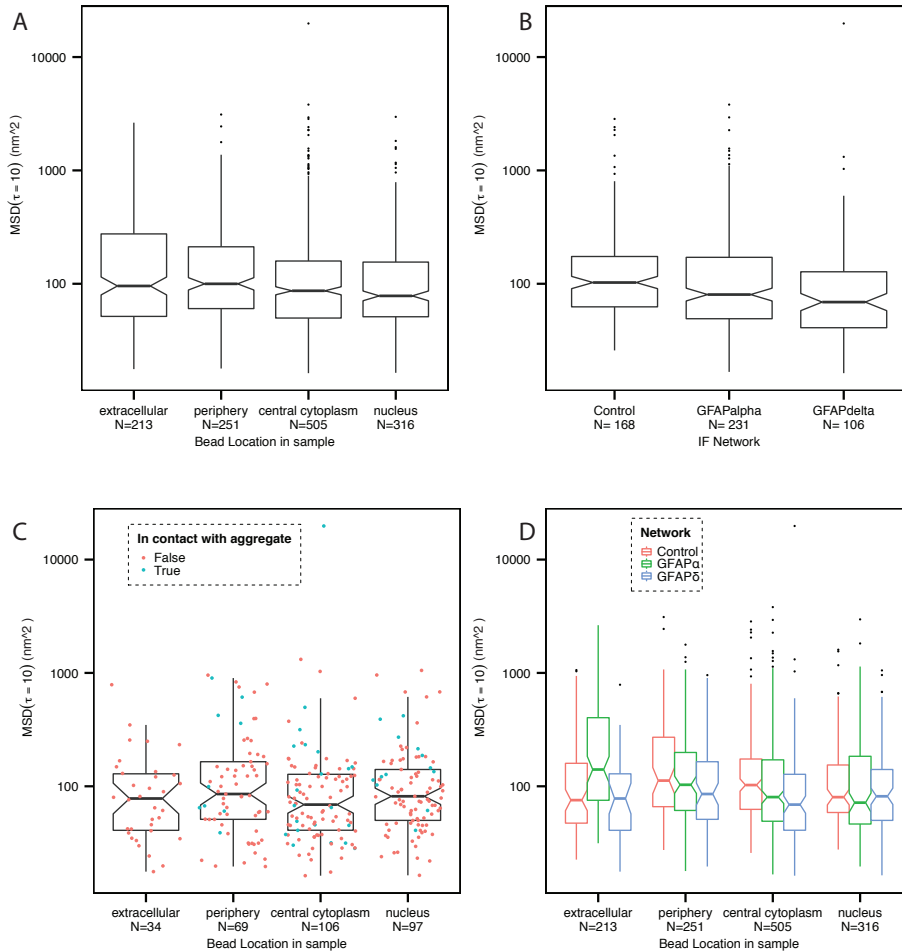 A
10000
1000
100
MSD(τ = 10) (nm^2 )
extracellular periphery central cytoplasm nucleus
N=213 N=251 N=505 N=316
Bead Location in sample
B
10000
1000
100
MSD(τ = 10) (nm^2 )
Control GFAPalpha GFAPdelta
N= 168 N= 231 N= 106
IF Network
C
In contact with aggregate
False
True
10000
1000
100
MSD(τ = 10) (nm^2 )
extracellular periphery central cytoplasm nucleus
N=34 N=69 N=106 N=97
Bead Location in sample
D
Network
Control
GFAPα
GFAPδ
10000
1000
100
MSD(τ = 10) (nm^2 )
extracellular periphery central cytoplasm nucleus
N=213 N=251 N=505 N=316
Bead Location in sample